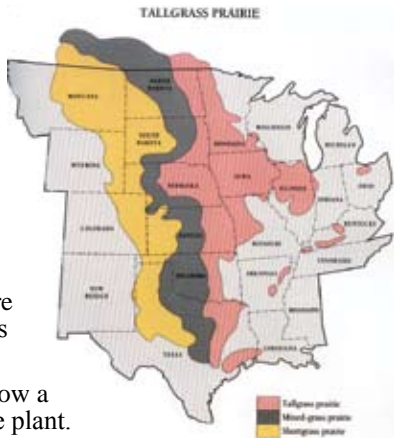 TALLGRASS PRAIRIE
MONTANA
NORTH
DAKOTA
SOUTH
DAKOTA
MINNESOTA
WISCONSIN
MICHIGAN
WYOMING
NEBRASKA
IOWA
ILLINOIS
INDIANA
OHIO
COLORADO
KANSAS
MISSOURI
KENTUCKY
TENNESSEE
NEW
MEXICO
OKLAHOMA
ARKANSAS
MISSISSIPPI
TEXAS
LOUISIANA
re
s
ow a
e plant.
Tallgrass prairie
Mixed-grass prairie
Shortgrass prairie